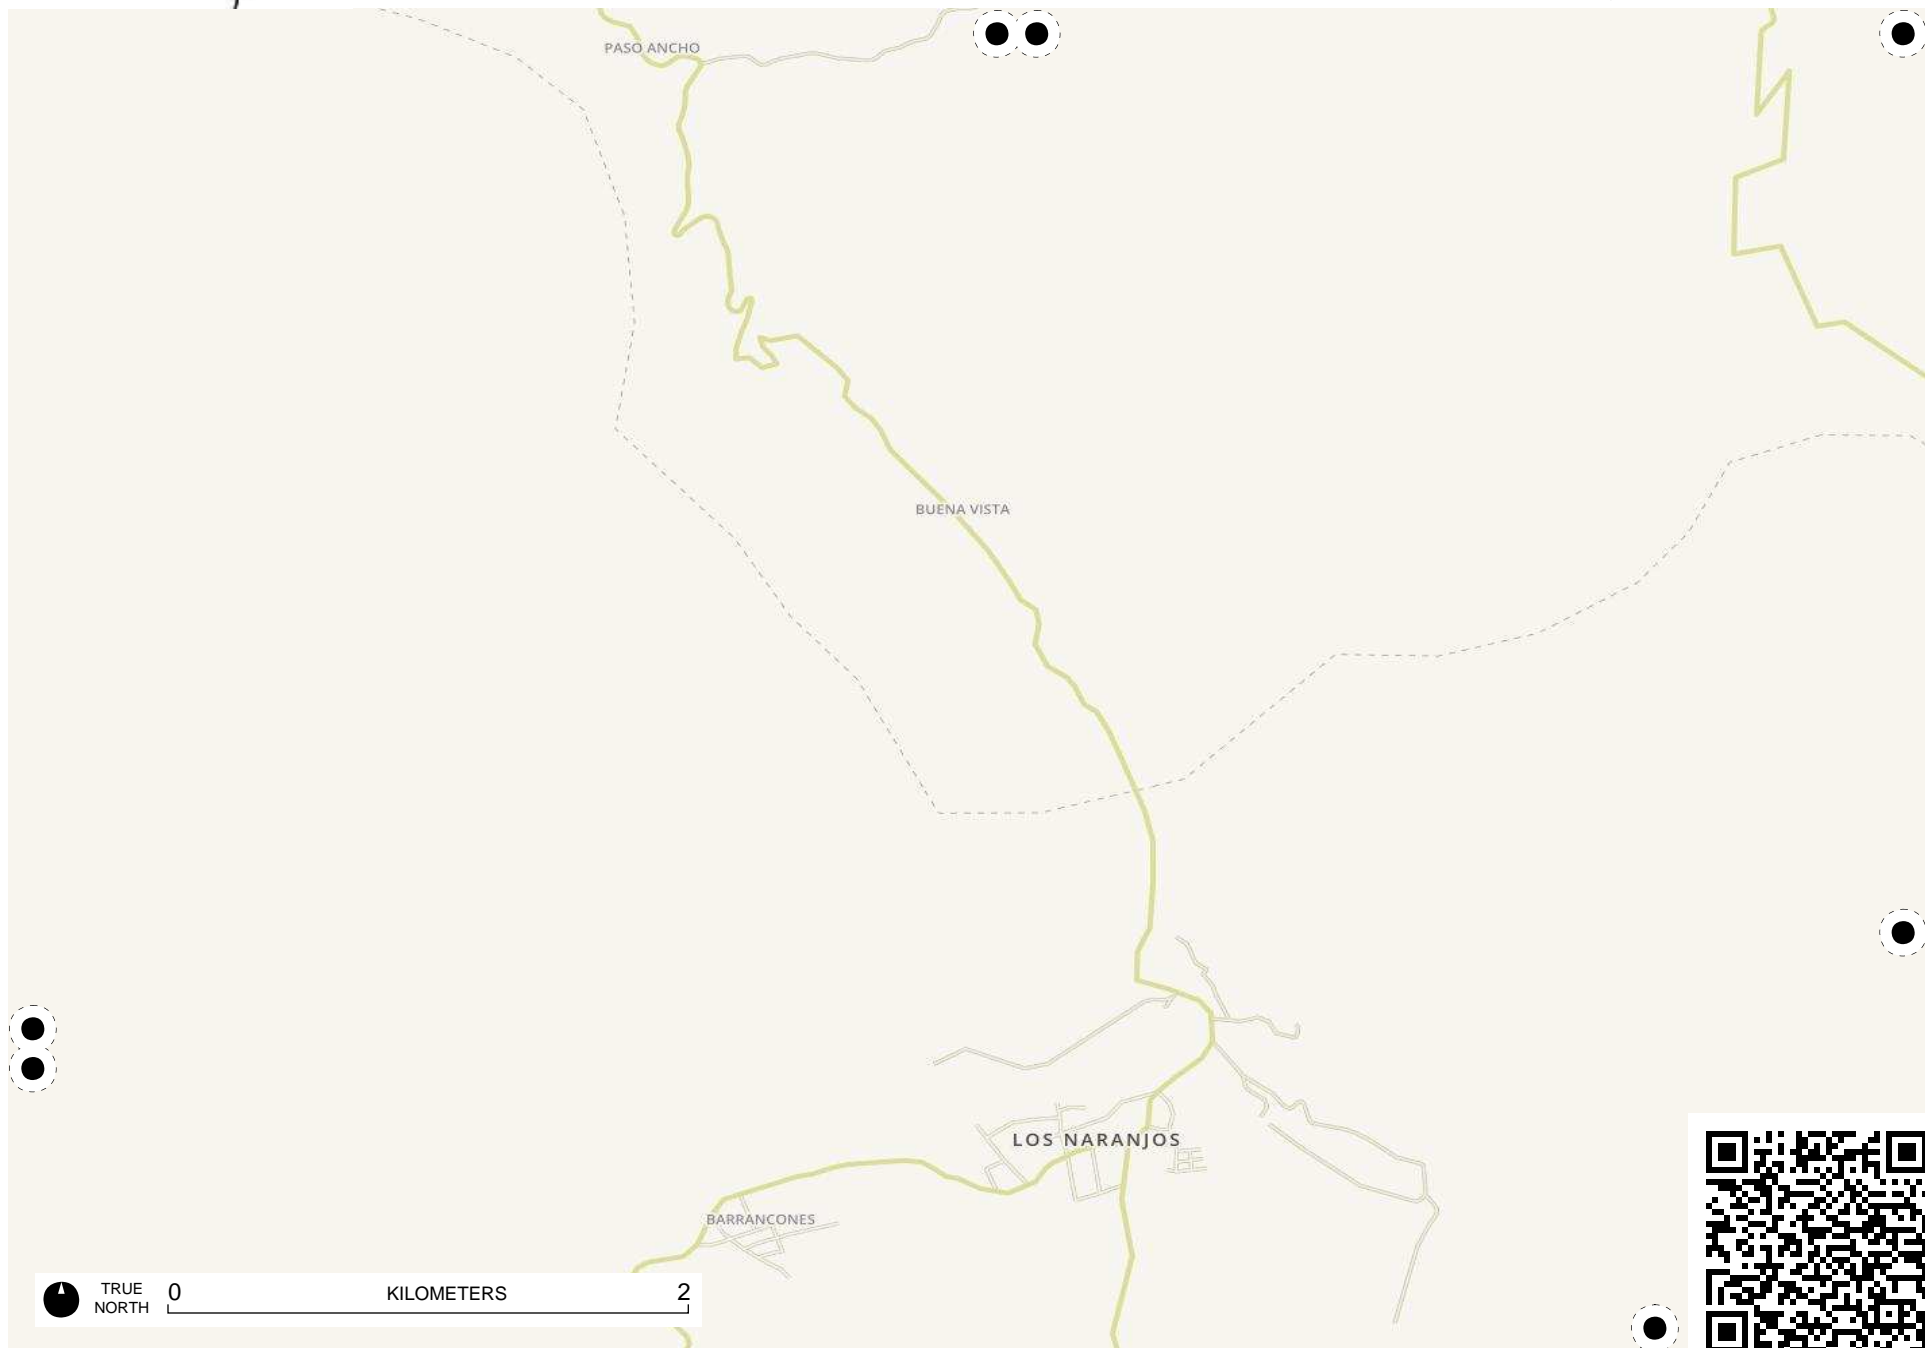 PASO ANCHO
BUENA VISTA
LOS NARANJOS
BARRANCONES
TRUE
NORTH
0 KILOMETERS 2